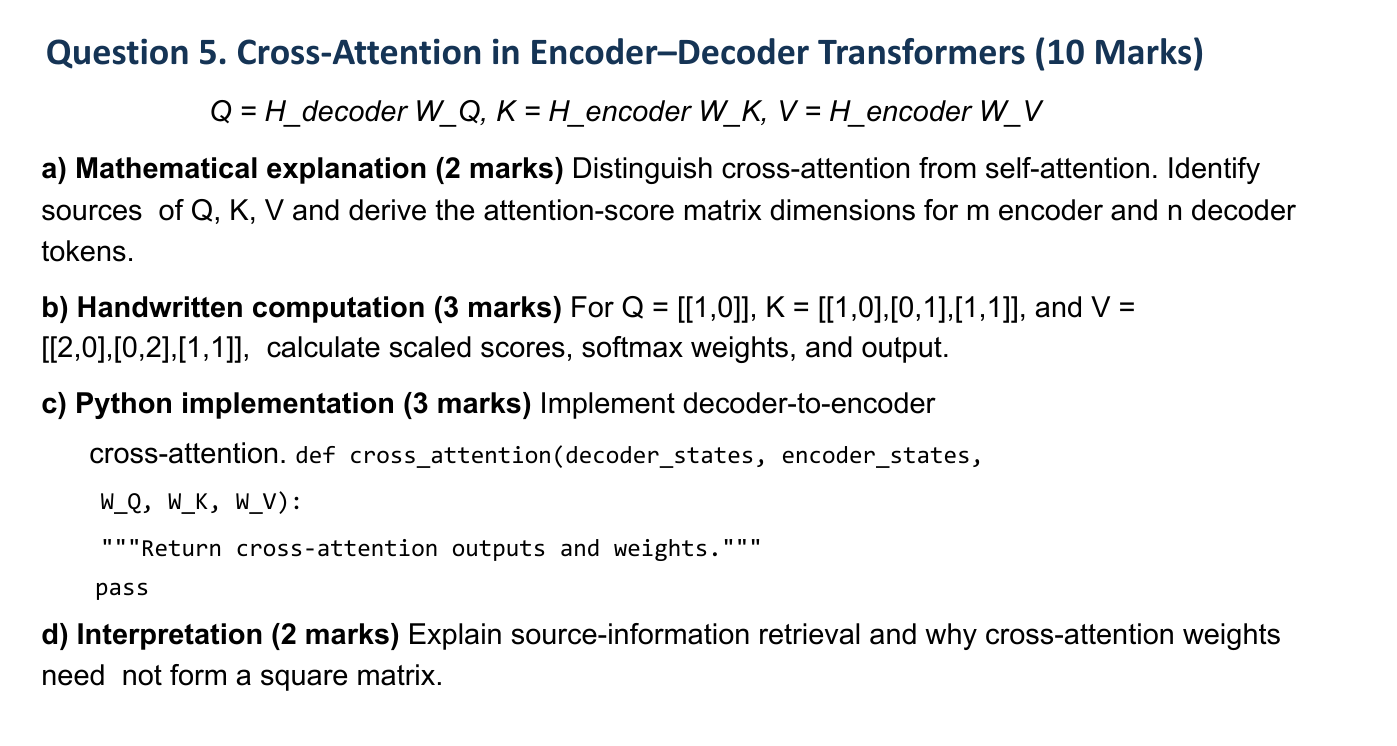 Question 5. Cross-Attention in Encoder–Decoder Transformers (10 Marks)
Q = H_decoder W_Q, K = H_encoder W_K, V = H_encoder W_V
a) Mathematical explanation (2 marks) Distinguish cross-attention from self-attention. Identify
sources of Q, K, V and derive the attention-score matrix dimensions for m encoder and n decoder
tokens.
b) Handwritten computation (3 marks) For Q = [[1,0]], K = [[1,0],[0,1],[1,1]], and V =
[[2,0],[0,2],[1,1]], calculate scaled scores, softmax weights, and output.
c) Python implementation (3 marks) Implement decoder-to-encoder
cross-attention. def cross_attention(decoder_states, encoder_states,
W_Q, W_K, W_V):
"""Return cross-attention outputs and weights."""
pass
d) Interpretation (2 marks) Explain source-information retrieval and why cross-attention weights
need not form a square matrix.